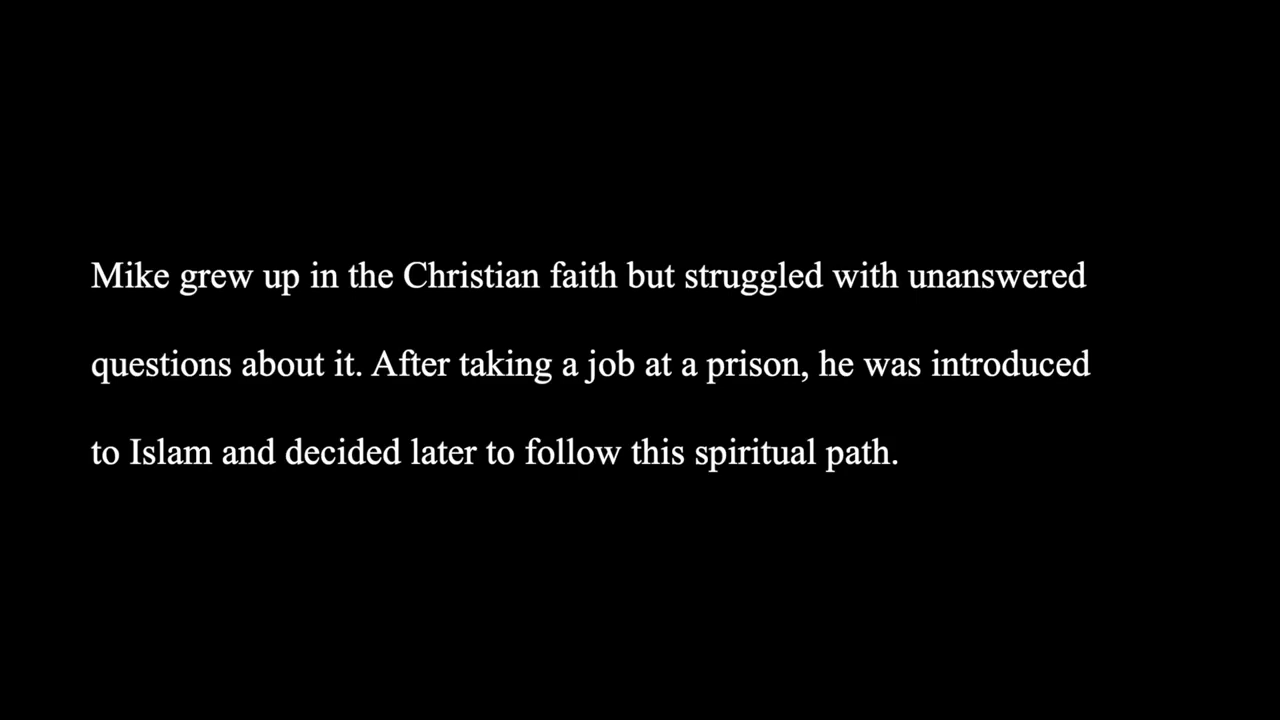 Mike grew up in the Christian faith but struggled with unanswered
questions about it. After taking a job at a prison, he was introduced
to Islam and decided later to follow this spiritual path.